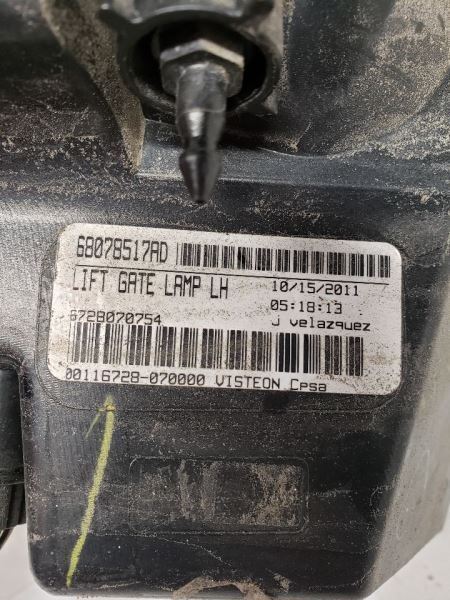 68078517AD
LIFT GATE LAMP LH
10/15/2011
05:18:13
6728070754
J velazquez
00116728-070000 VISTEON Cpsa